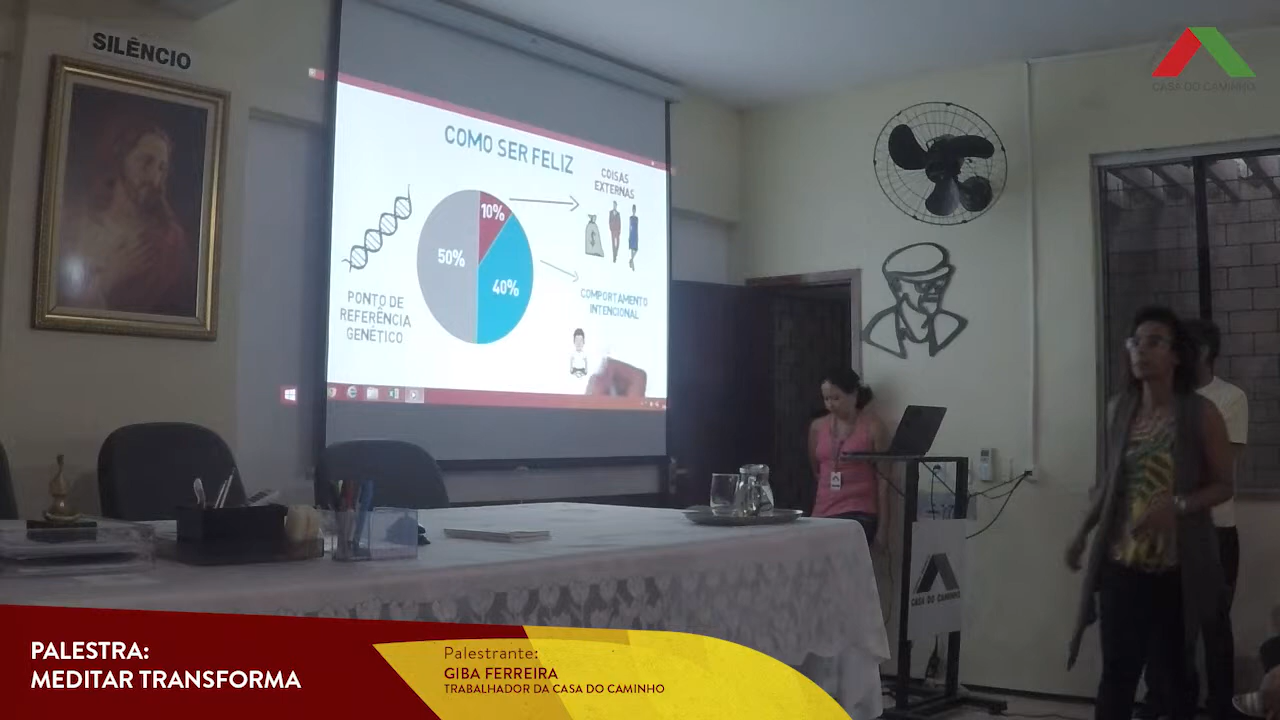 SILÊNCIO
CASA DO CAMINHO
COMO SER FELIZ
COISAS
EXTERNAS
10%
50%
40%
PONTO DE
REFERÊNCIA
GENÉTICO
COMPORTAMENTO
INTENCIONAL
CASA DO CAMINHO
PALESTRA:
MEDITAR TRANSFORMA
Palestrante:
GIBA FERREIRA
TRABALHADOR DA CASA DO CAMINHO